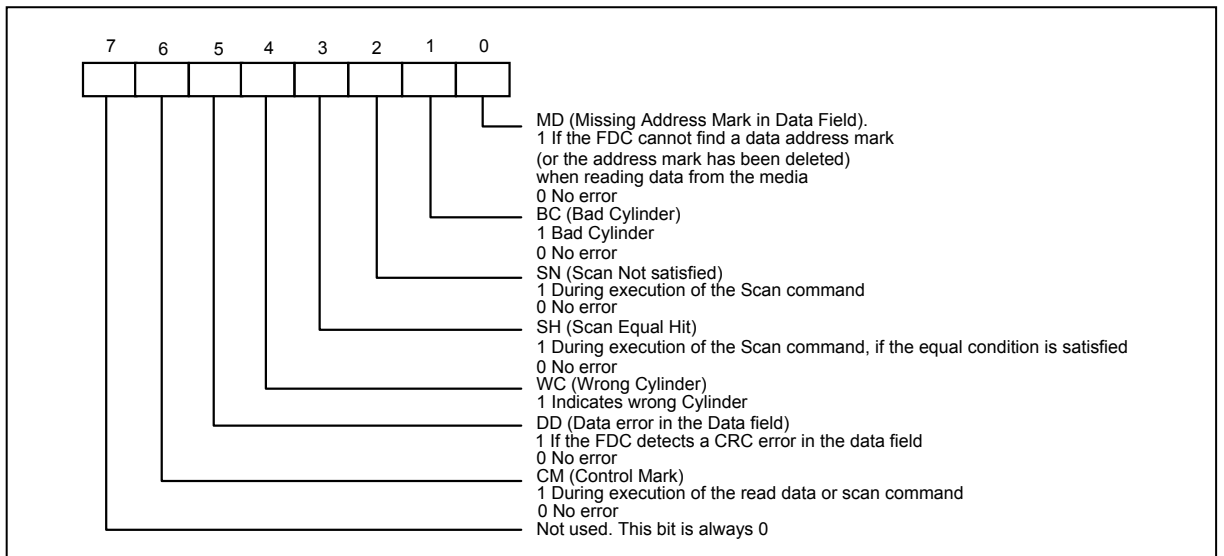 7 6 5 4 3 2 1 0
MD (Missing Address Mark in Data Field).
1 If the FDC cannot find a data address mark
(or the address mark has been deleted)
when reading data from the media
0 No error
BC (Bad Cylinder)
1 Bad Cylinder
0 No error
SN (Scan Not satisfied)
1 During execution of the Scan command
0 No error
SH (Scan Equal Hit)
1 During execution of the Scan command, if the equal condition is satisfied
0 No error
WC (Wrong Cylinder)
1 Indicates wrong Cylinder
DD (Data error in the Data field)
1 If the FDC detects a CRC error in the data field
0 No error
CM (Control Mark)
1 During execution of the read data or scan command
0 No error
Not used. This bit is always 0